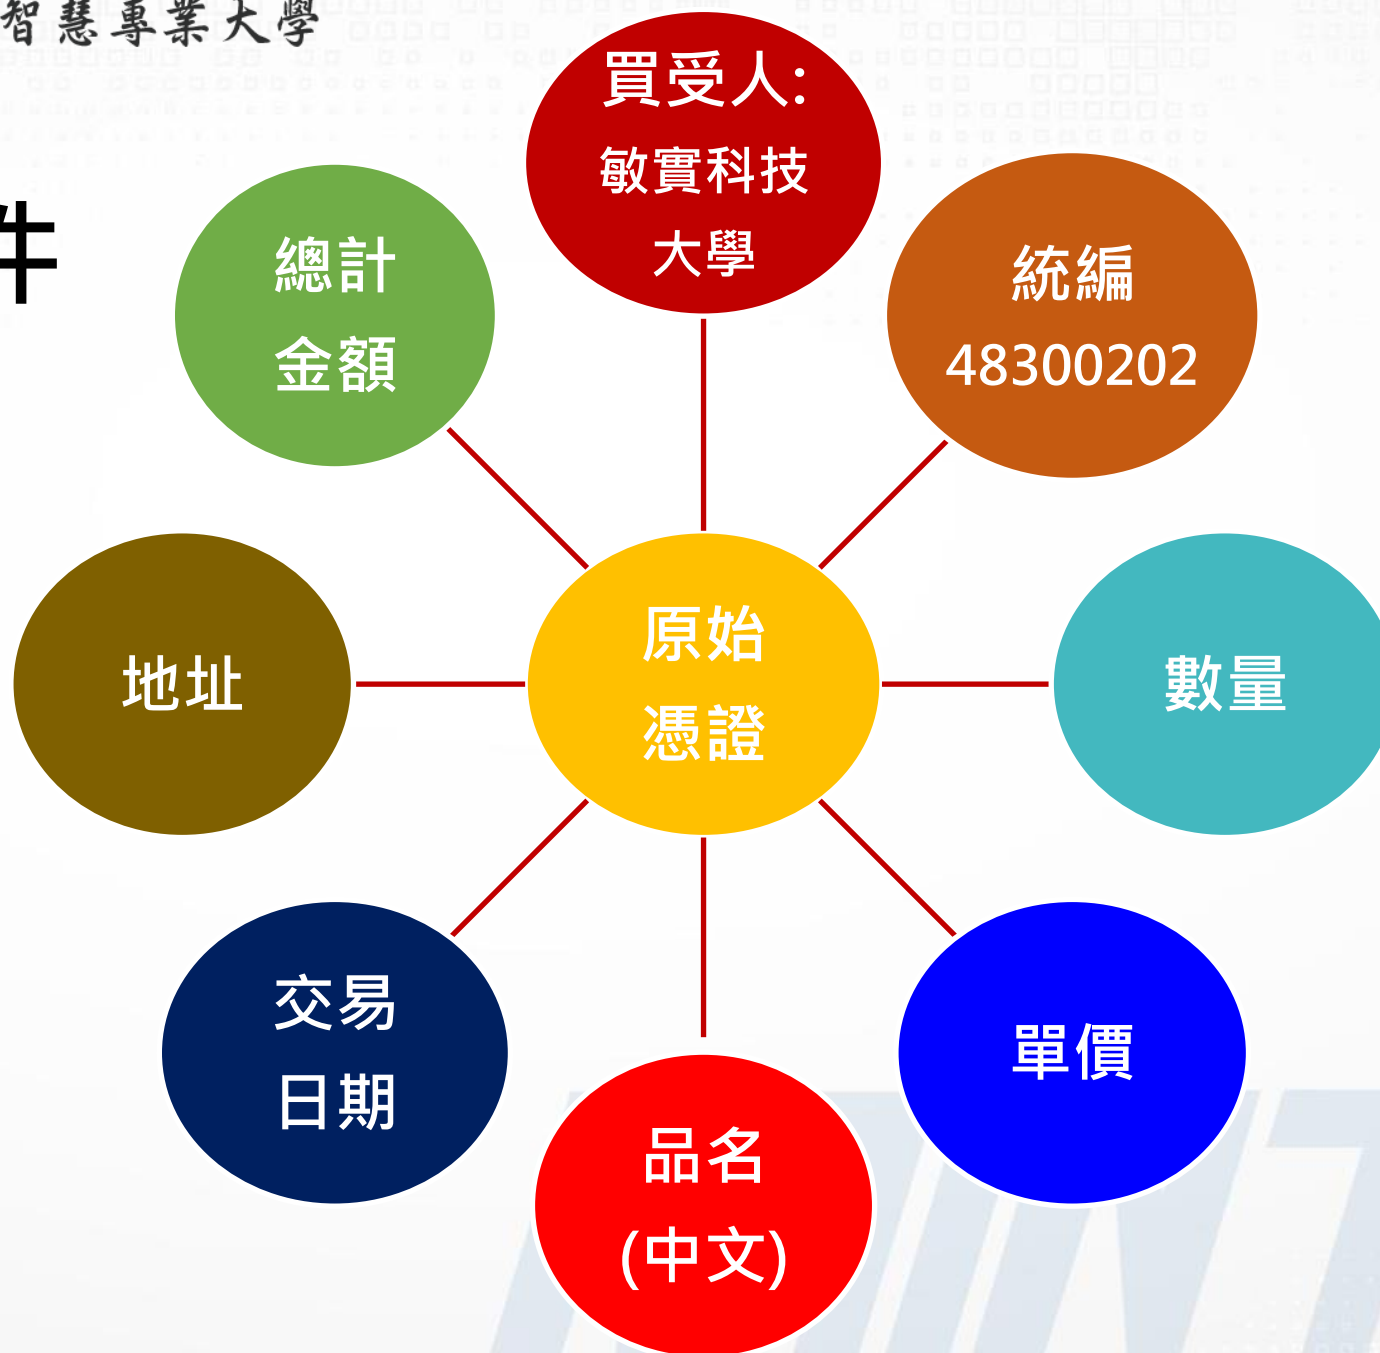 智慧專業大學
件
買受人:
敏實科技
大學
統編
48300202
數量
單價
品名
(中文)
交易
日期
地址
總計
金額
原始
憑證